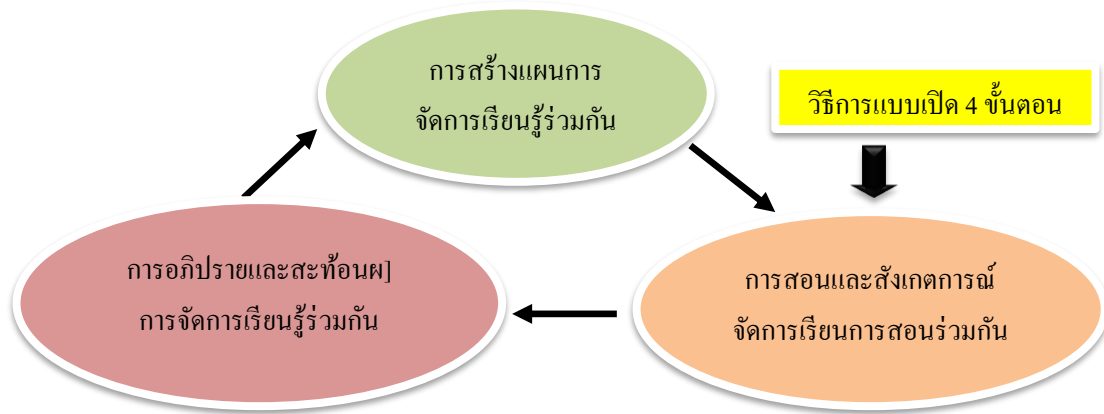 การสร้างแผนการ
จัดการเรียนรู้ร่วมกัน
วิธีการแบบเปิด 4 ขั้นตอน
การอภิปรายและสะท้อนผ]
การจัดการเรียนรู้ร่วมกัน
การสอนและสังเกตการณ์
จัดการเรียนการสอนร่วมกัน